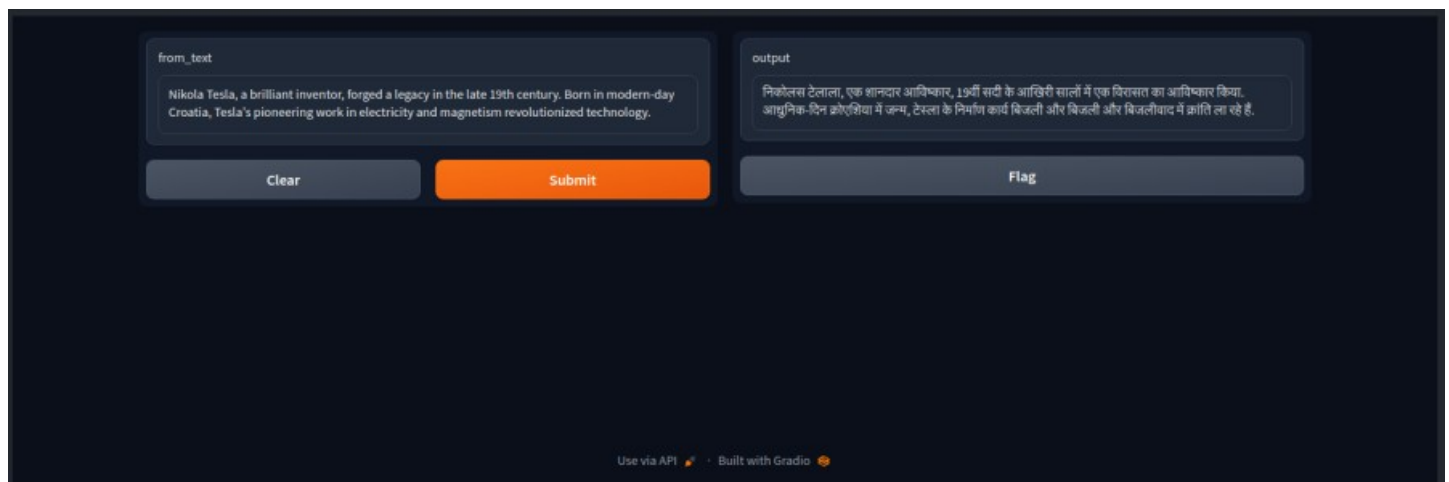 from_text
Nikola Tesla, a brilliant inventor, forged a legacy in the late 19th century. Born in modern-day
Croatia, Tesla's pioneering work in electricity and magnetism revolutionized technology.
Clear
Submit
output
निकोलस टेलाला, एक शानदार आविष्कार, 19वीं सदी के आखिरी सालों में एक विरासत का आविष्कार किया.
आधुनिक-दिन क्रोएशिया में जन्म, टेस्ला के निर्माण कार्य बिजली और बिजली और बिजलीवाद में क्रांति ला रहे हैं.
Flag
Use via API · Built with Gradio